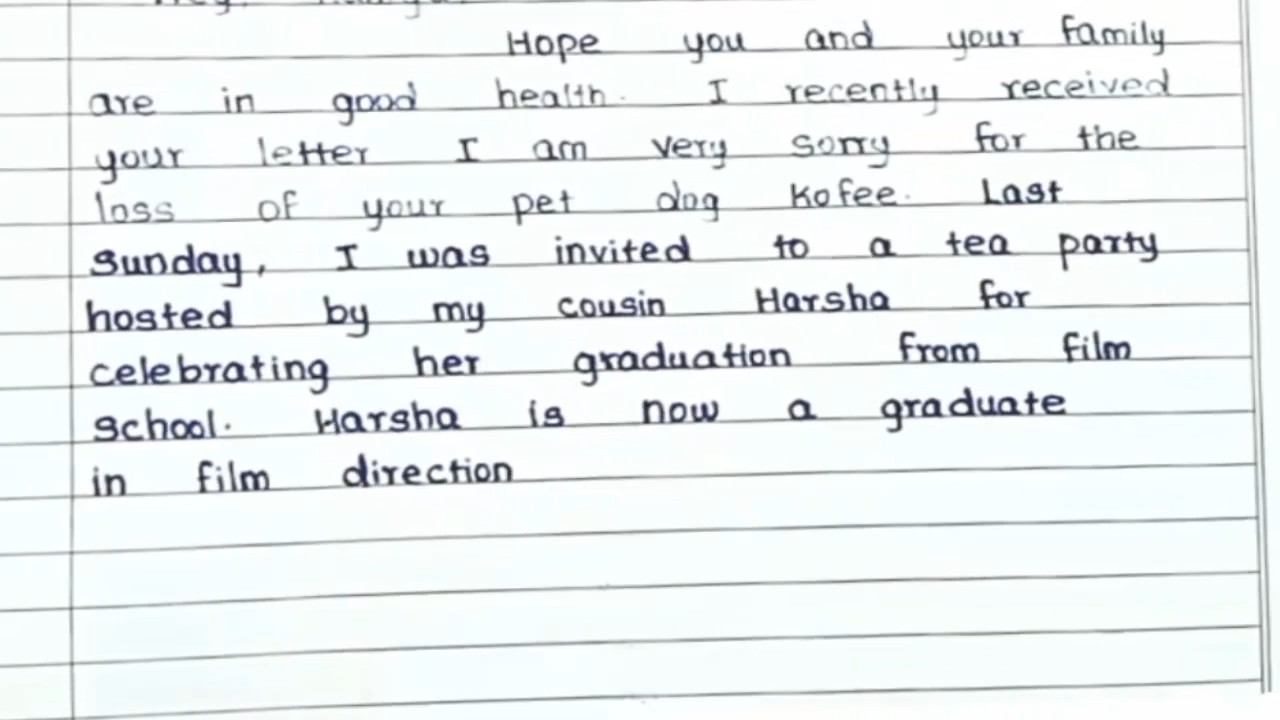 Hope you and your family
are in good health. I recently received
your letter I am very sorry for the
loss of your pet dog Kofee. Last
Sunday, I was invited to a tea party
hosted by my cousin Harsha for
celebrating her graduation from film
school. Harsha is now a graduate
in film direction